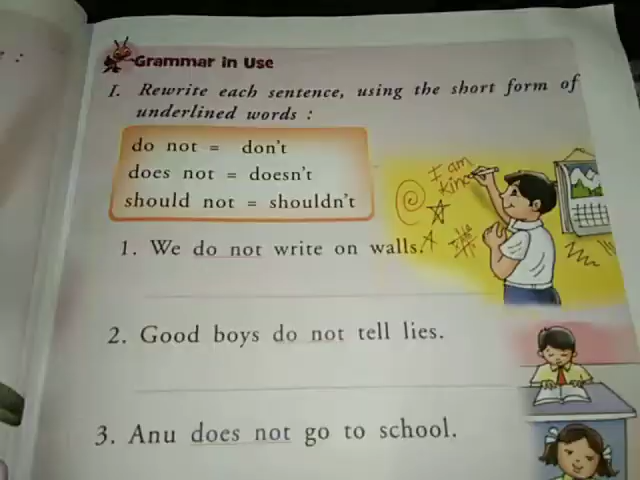 Grammar in Use
I. Rewrite each sentence, using the short form of
underlined words :
do not = don't
does not = doesn't
should not = shouldn't
I am
kind
1. We do not write on walls.
2. Good boys do not tell lies.
3. Anu does not go to school.